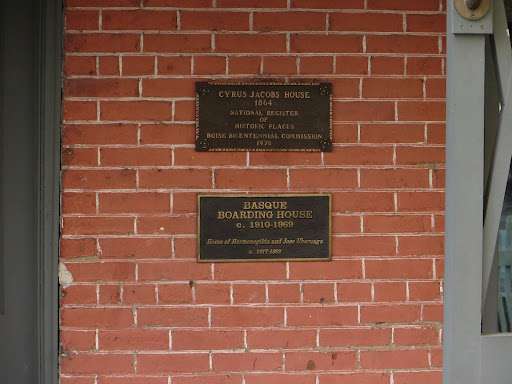 CYRUS JACOBS HOUSE
1864
NATIONAL REGISTER
OF
HISTORIC PLACES
BOISE BICENTENNIAL COMMISSION
1976
BASQUE
BOARDING HOUSE
c. 1910-1969
Home of Hermenegilda and Jose Uberuaga